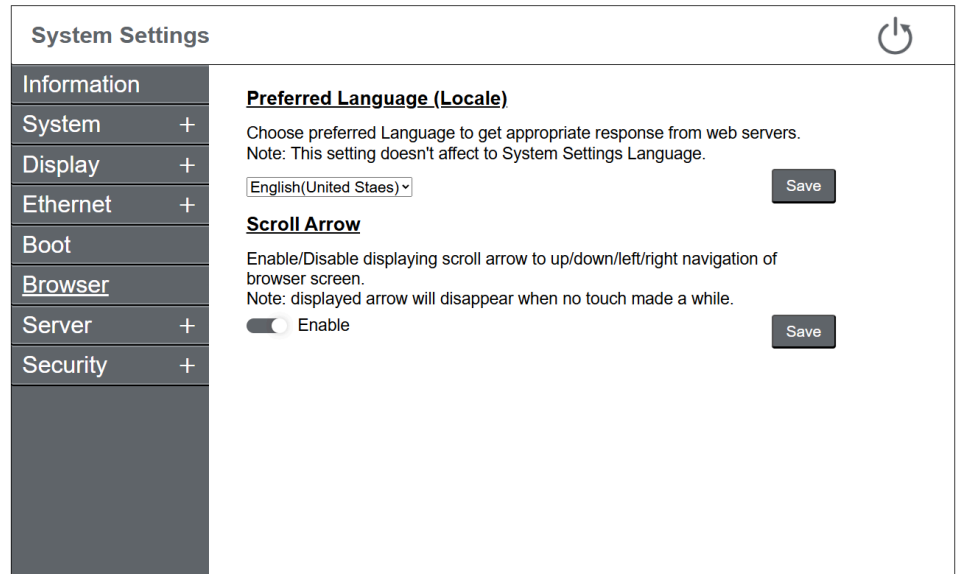 System Settings
Information
System +
Display +
Ethernet +
Boot
Browser
Server +
Security +
Preferred Language (Locale)
Choose preferred Language to get appropriate response from web servers.
Note: This setting doesn't affect to System Settings Language.
English(United Staes)
Save
Scroll Arrow
Enable/Disable displaying scroll arrow to up/down/left/right navigation of
browser screen.
Note: displayed arrow will disappear when no touch made a while.
Enable
Save